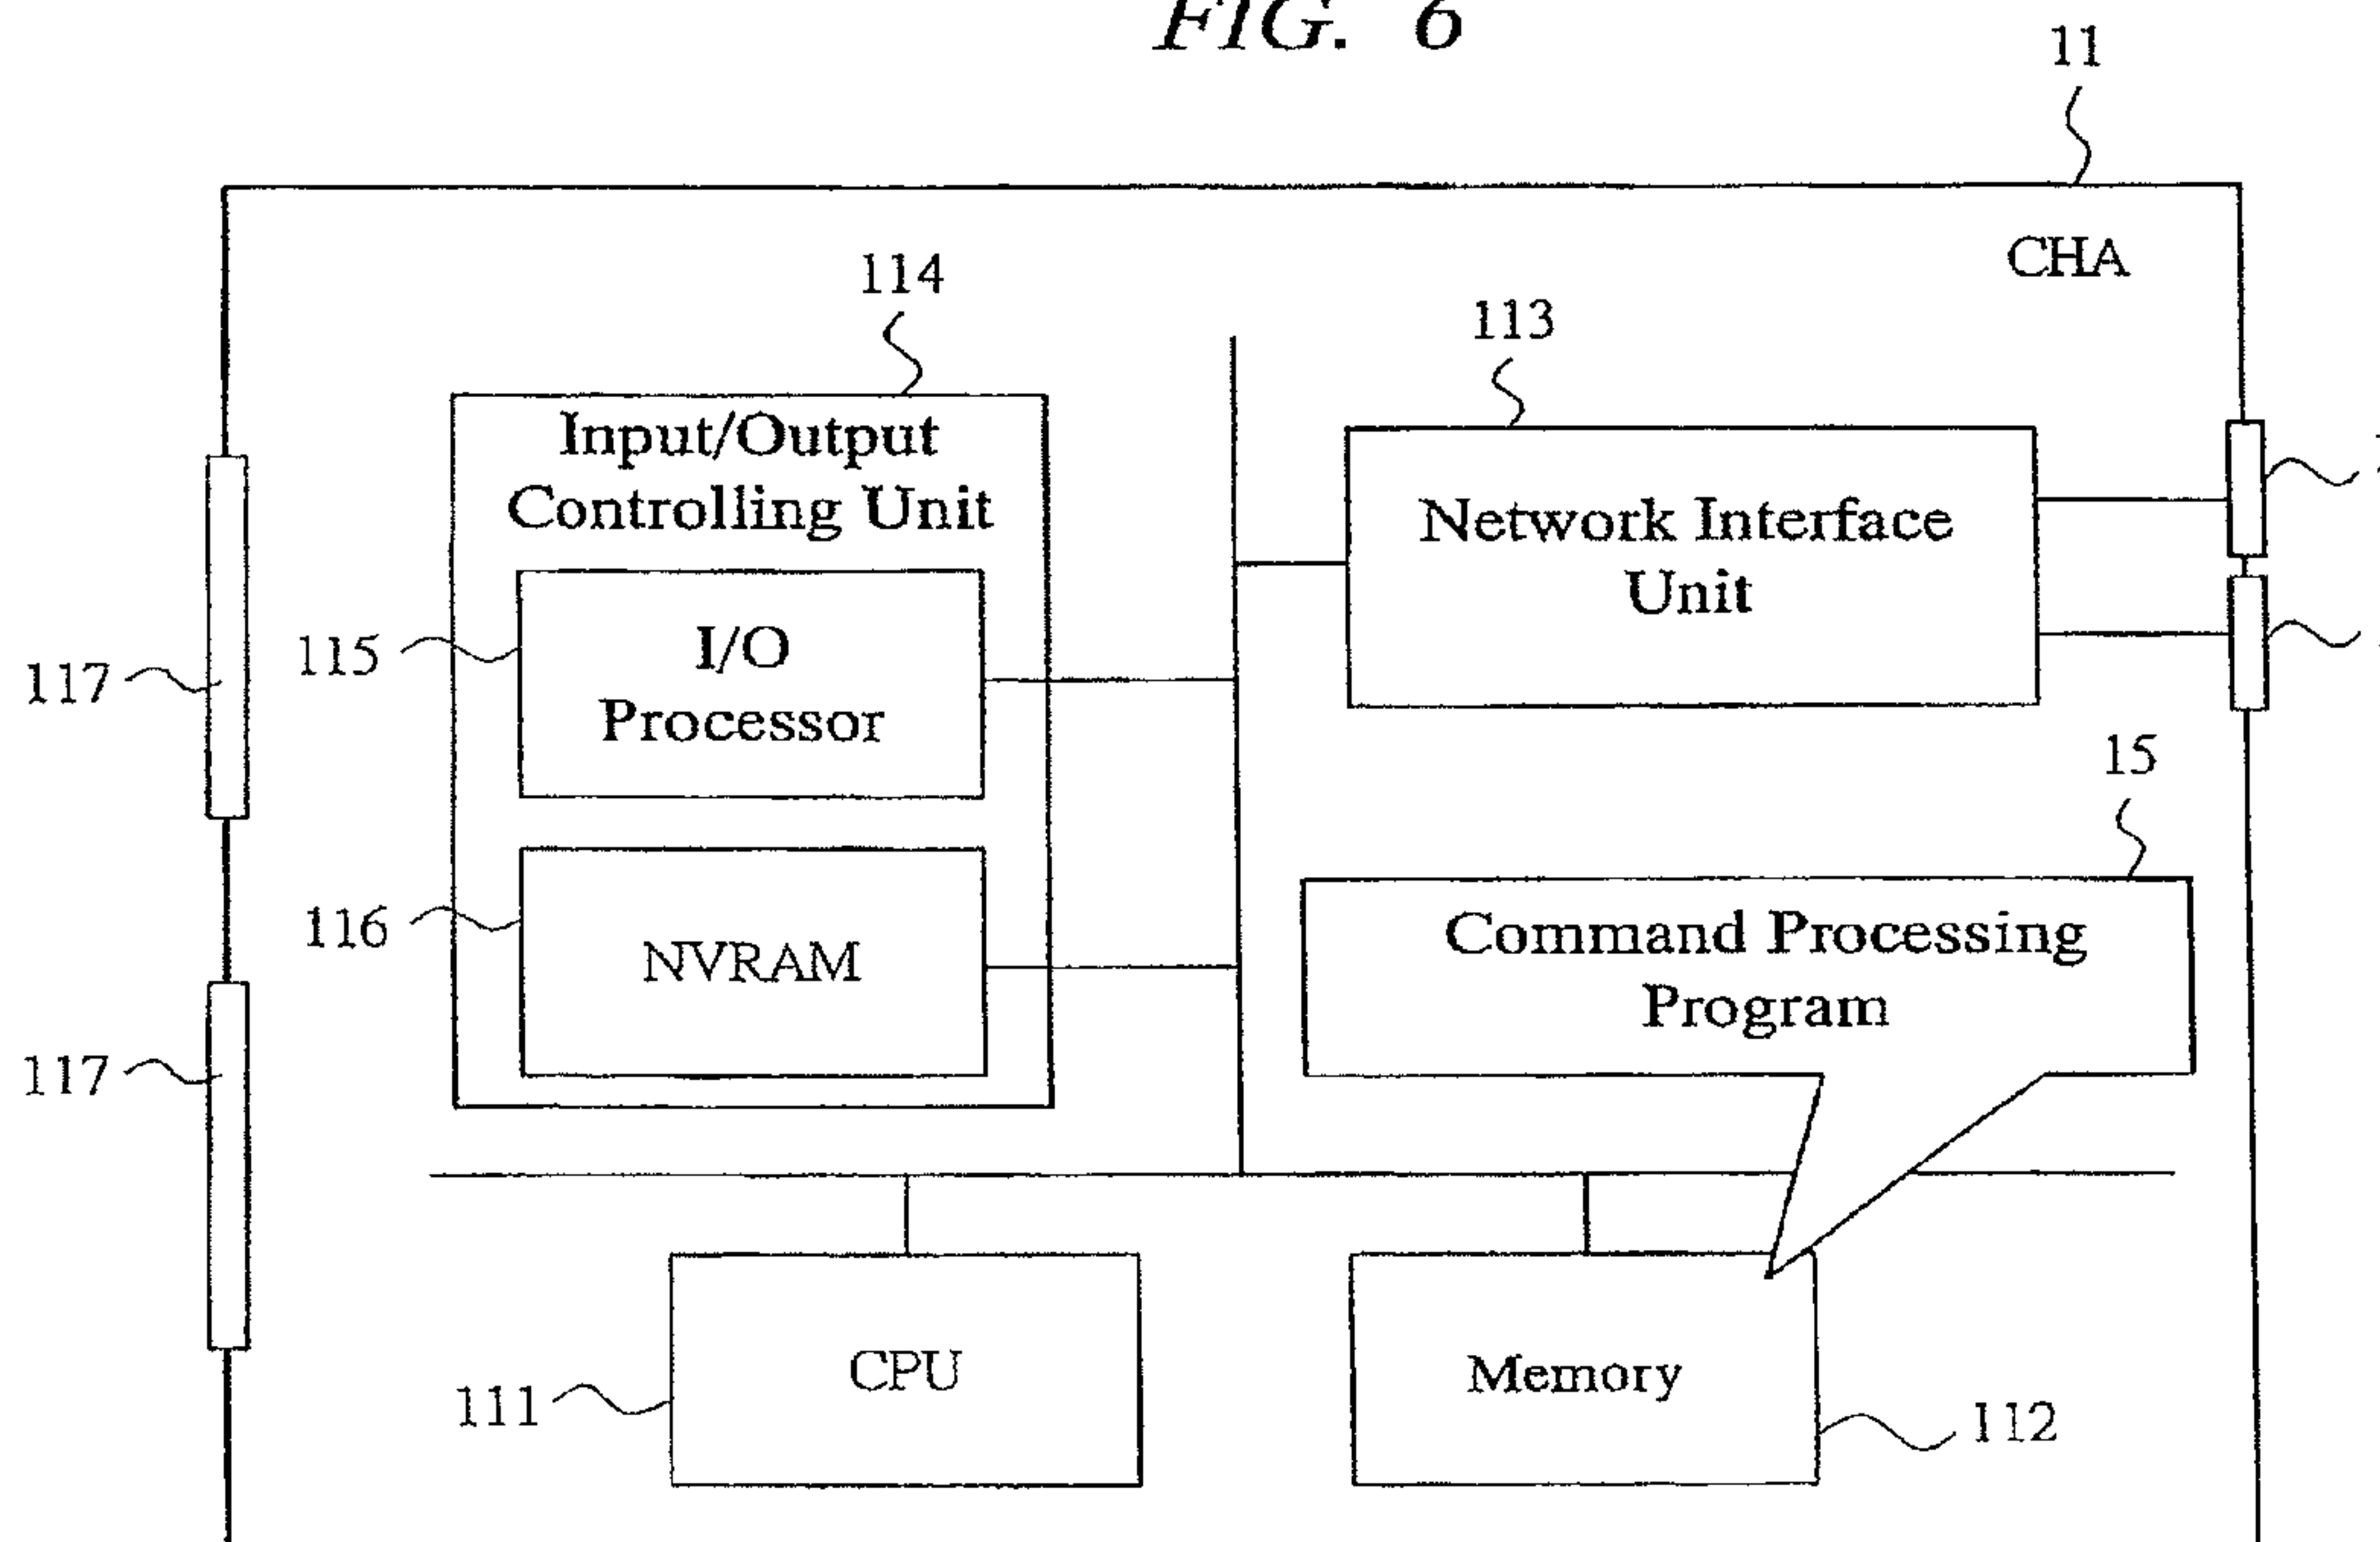 FIG. 6
11
CHA
114
113
Input/Output
Controlling Unit
Network Interface
Unit
115
I/O
Processor
117
15
116
NVRAM
Command Processing
Program
117
CPU
111
Memory
112